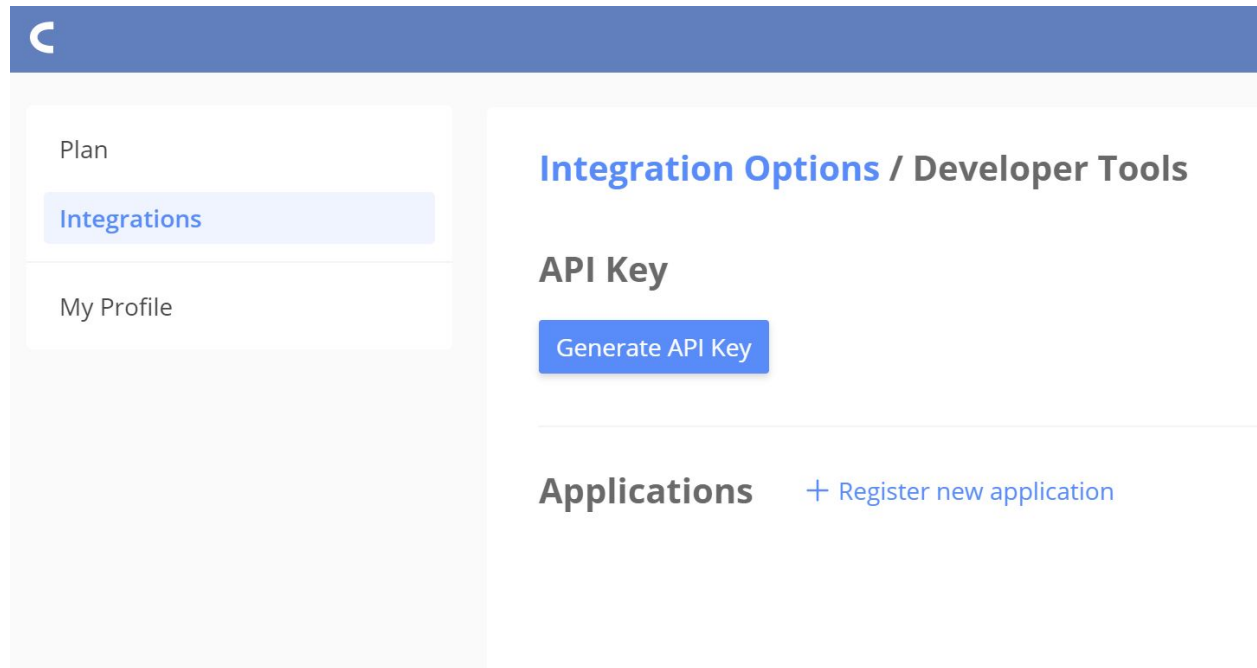 Plan
Integrations
My Profile
Integration Options / Developer Tools
API Key
Generate API Key
Applications + Register new application